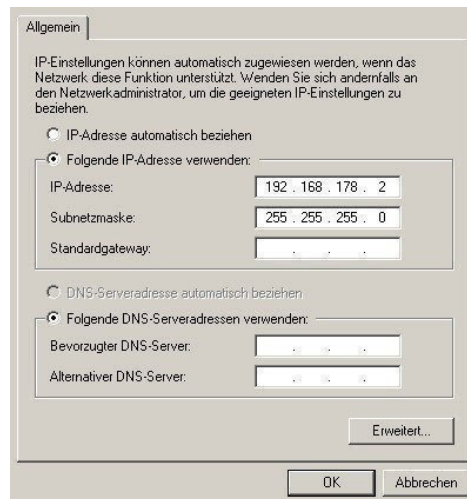 Allgemein
IP-Einstellungen können automatisch zugewiesen werden, wenn das
Netzwerk diese Funktion unterstützt. Wenden Sie sich andernfalls an
den Netzwerkadministrator, um die geeigneten IP-Einstellungen zu
beziehen.
IP-Adresse automatisch beziehen
Folgende IP-Adresse verwenden:
IP-Adresse: 192 . 168 . 178 . 2
Subnetzmaske: 255 . 255 . 255 . 0
Standardgateway: . . .
DNS-Serveradresse automatisch beziehen
Folgende DNS-Serveradressen verwenden:
Bevorzugter DNS-Server: . . .
Alternativer DNS-Server: . . .
Erweitert...
OK Abbrechen